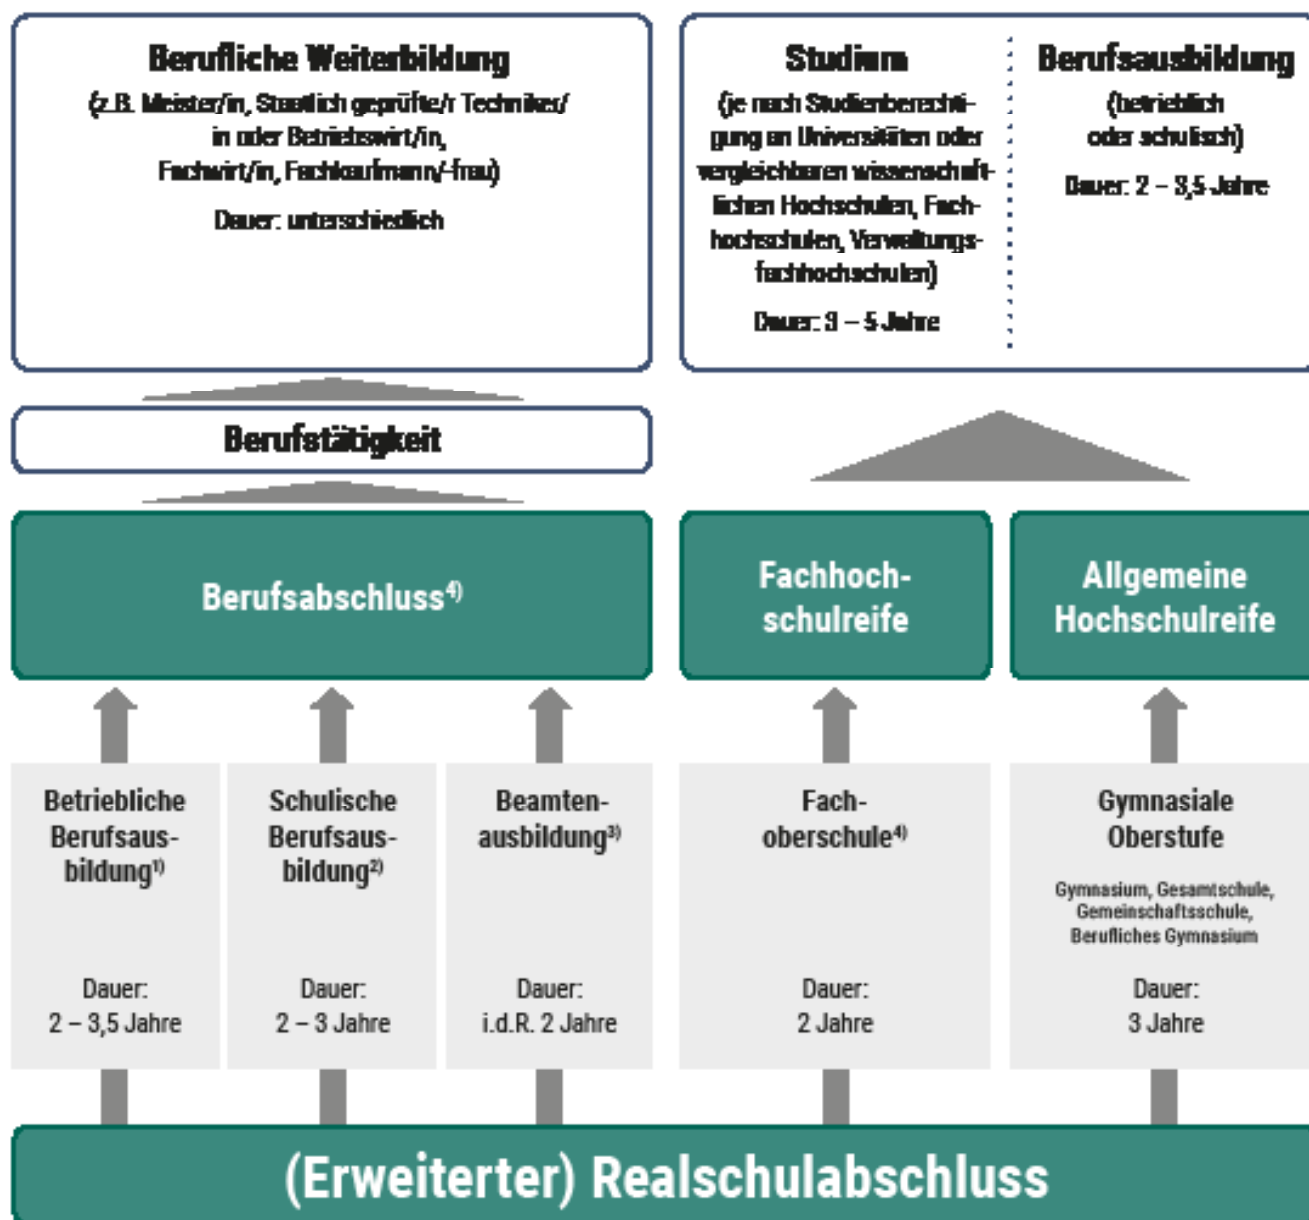 Berufliche Weiterbildung
(z.B. Meister/in, Staatlich geprüfte/r Techniker/
in oder Betriebswirt/in,
Fachwirt/in, Fachkaufmann/-frau)
Dauer: unterschiedlich
Studium
(je nach Studienberechti-
gung an Universitäten oder
vergleichbaren wissenschaft-
lichen Hochschulen, Fach-
hochschulen, Verwaltungs-
fachhochschulen)
Dauer: 3 – 5 Jahre
Berufsausbildung
(betrieblich
oder schulisch)
Dauer: 2 – 3,5 Jahre
Berufstätigkeit
Berufsabschluss⁴⁾
Fachhoch-
schulreife
Allgemeine
Hochschulreife
Betriebliche
Berufsaus-
bildung¹⁾
Dauer:
2 – 3,5 Jahre
Schulische
Berufsaus-
bildung²⁾
Dauer:
2 – 3 Jahre
Beamten-
ausbildung³⁾
Dauer:
i.d.R. 2 Jahre
Fach-
oberschule⁴⁾
Dauer:
2 Jahre
Gymnasiale
Oberstufe
Gymnasium, Gesamtschule,
Gemeinschaftsschule,
Berufliches Gymnasium
Dauer:
3 Jahre
(Erweiterter) Realschulabschluss